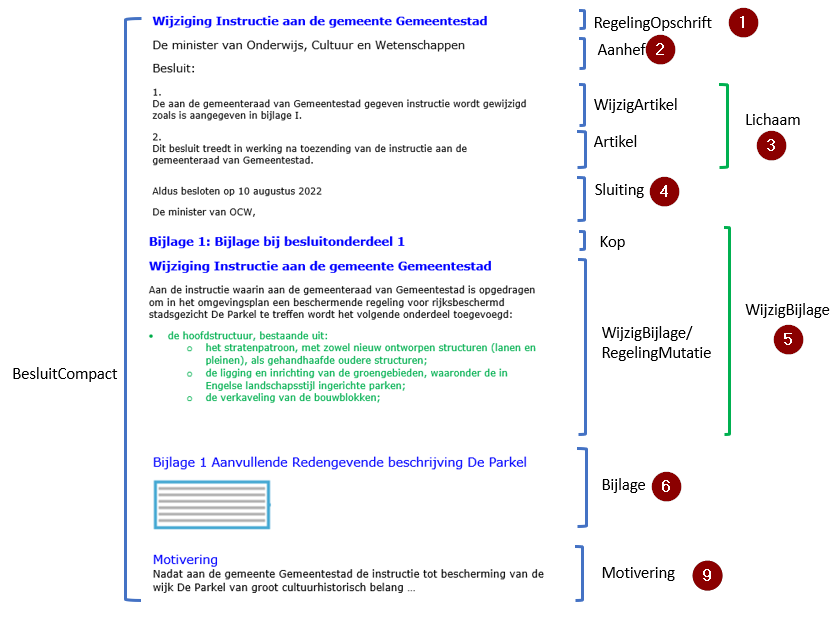 Wijziging Instructie aan de gemeente Gemeentestad
RegelingOpschrift 1
De minister van Onderwijs, Cultuur en Wetenschappen
Aanhef 2
Besluit:
1.
De aan de gemeenteraad van Gemeentestad gegeven instructie wordt gewijzigd
zoals is aangegeven in bijlage I.
WijzigArtikel
2.
Dit besluit treedt in werking na toezending van de instructie aan de
gemeenteraad van Gemeentestad.
Artikel
Lichaam
3
Aldus besloten op 10 augustus 2022
De minister van OCW,
Sluiting 4
Bijlage 1: Bijlage bij besluitonderdeel 1
Kop
Wijziging Instructie aan de gemeente Gemeentestad
Aan de instructie waarin aan de gemeenteraad van Gemeentestad is opgedragen
om in het omgevingsplan een beschermende regeling voor rijksbeschermd
stadsgezicht De Parkel te treffen wordt het volgende onderdeel toegevoegd:
• de hoofdstructuur, bestaande uit:
o het stratenpatroon, met zowel nieuw ontworpen structuren (lanen en
pleinen), als gehandhaafde oudere structuren;
o de ligging en inrichting van de groengebieden, waaronder de in
Engelse landschapsstijl ingerichte parken;
o de verkaveling van de bouwblokken;
WijzigBijlage/
RegelingMutatie
WijzigBijlage
5
BesluitCompact
Bijlage 1 Aanvullende Redengevende beschrijving De Parkel
Bijlage 6
Motivering
Nadat aan de gemeente Gemeentestad de instructie tot bescherming van de
wijk De Parkel van groot cultuurhistorisch belang ...
Motivering 9